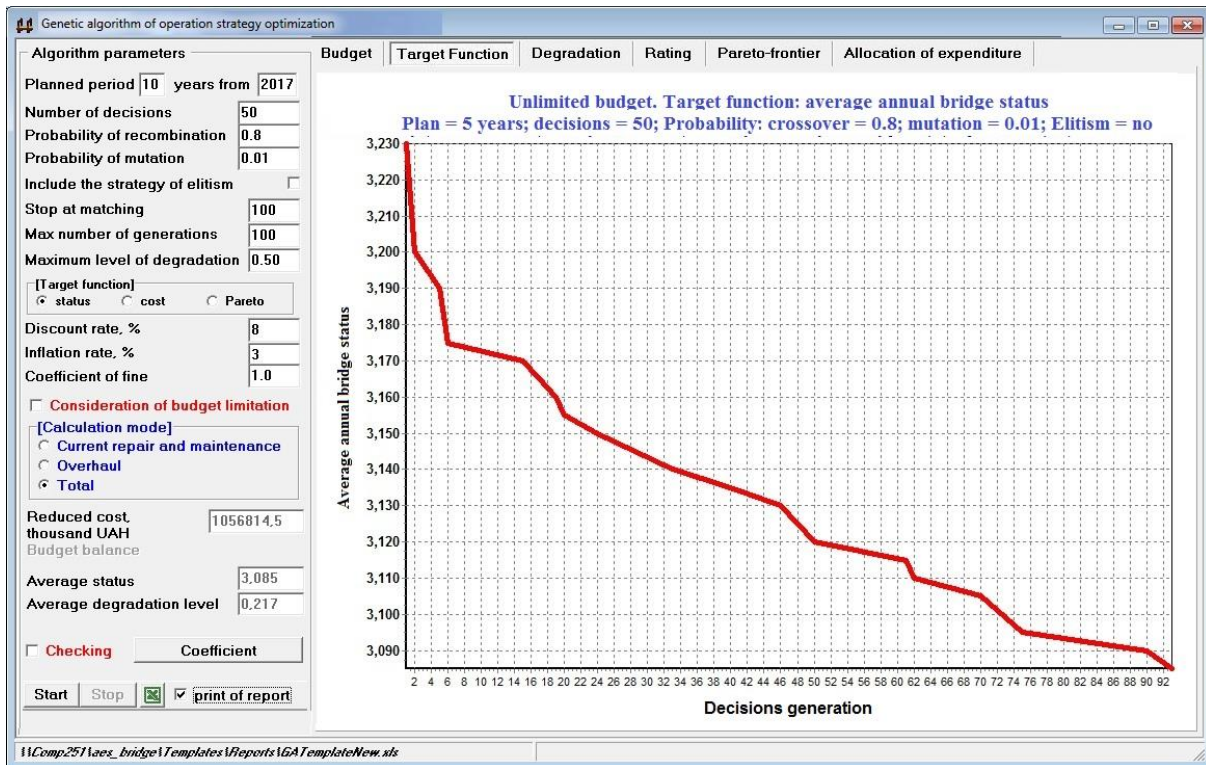 Genetic algorithm of operation strategy optimization
Algorithm parameters
Planned period 10 years from 2017
Number of decisions 50
Probability of recombination 0.8
Probability of mutation 0.01
Include the strategy of elitism
Stop at matching 100
Max number of generations 100
Maximum level of degradation 0.50
[Target function]
status cost Pareto
Discount rate, % 8
Inflation rate, % 3
Coefficient of fine 1.0
Consideration of budget limitation
[Calculation mode]
Current repair and maintenance
Overhaul
Total
Reduced cost, 1056814,5
thousand UAH
Budget balance
Average status 3,085
Average degradation level 0,217
Checking Coefficient
Start Stop print of report
Budget Target Function Degradation Rating Pareto-frontier Allocation of expenditure
Unlimited budget. Target function: average annual bridge status
Plan = 5 years; decisions = 50; Probability: crossover = 0.8; mutation = 0.01; Elitism = no
Average annual bridge status
3,230
3,220
3,210
3,200
3,190
3,180
3,170
3,160
3,150
3,140
3,130
3,120
3,110
3,100
3,090
2 4 6 8 10 12 14 16 18 20 22 24 26 28 30 32 34 36 38 40 42 44 46 48 50 52 54 56 58 60 62 64 66 68 70 72 74 76 78 80 82 84 86 88 90 92
Decisions generation
\\Comp251\aes_bridge\Templates\Reports\GATemplateNew.xls